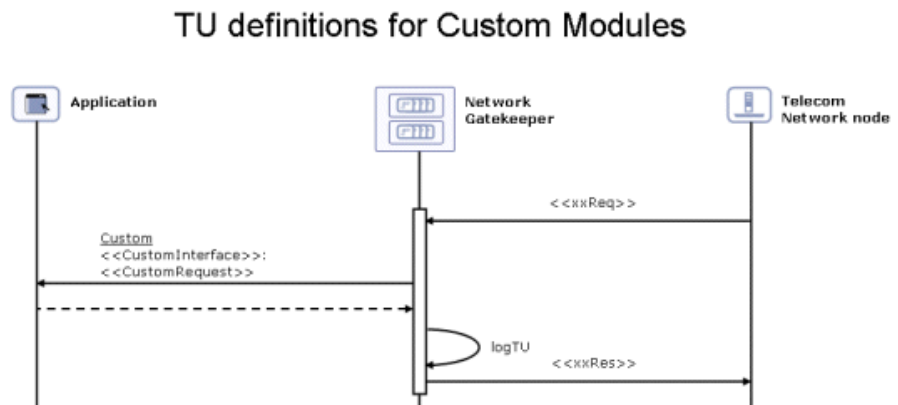 TU definitions for Custom Modules
Application
Network
Gatekeeper
Telecom
Network node
<<xxReq>>
Custom
<<CustomInterface>>:
<<CustomRequest>>
logTU
<<xxRes>>